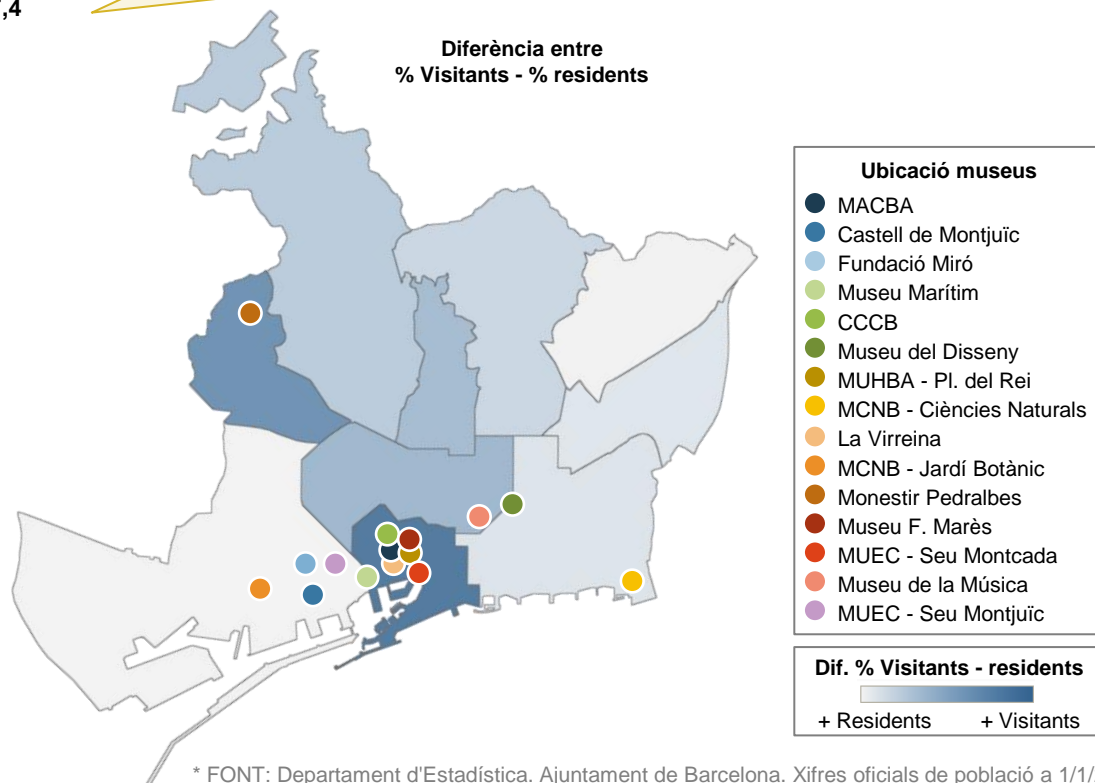 Diferència entre
% Visitants - % residents
Ubicació museus
MACBA
Castell de Montjuïc
Fundació Miró
Museu Marítim
CCCB
Museu del Disseny
MUHBA - Pl. del Rei
MCNB - Ciències Naturals
La Virreina
MCNB - Jardí Botànic
Monestir Pedralbes
Museu F. Marès
MUEC - Seu Montcada
Museu de la Música
MUEC - Seu Montjuïc
Dif. % Visitants - residents
+ Residents + Visitants
* FONT: Departament d'Estadística. Ajuntament de Barcelona. Xifres oficials de població a 1/1/